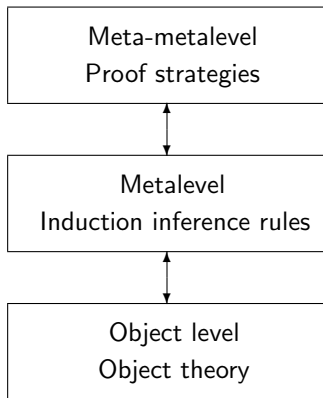 Meta-metalevel
Proof strategies
Metalevel
Induction inference rules
Object level
Object theory